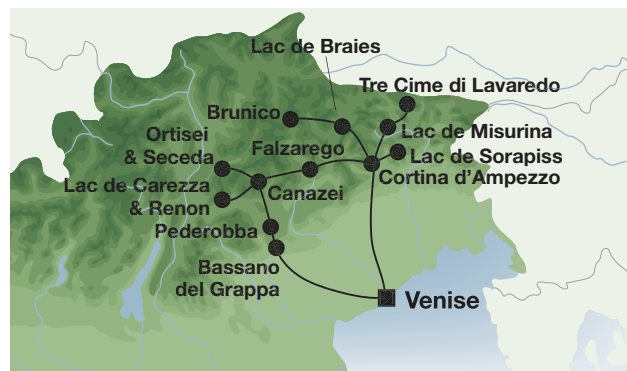 Lac de Braies
Tre Cime di Lavaredo
Brunico
Lac de Misurina
Ortisei
& Seceda
Falzarego
Lac de Sorapiss
Cortina d'Ampezzo
Lac de Carezza
& Renon
Canazei
Pederobba
Bassano
del Grappa
Venise